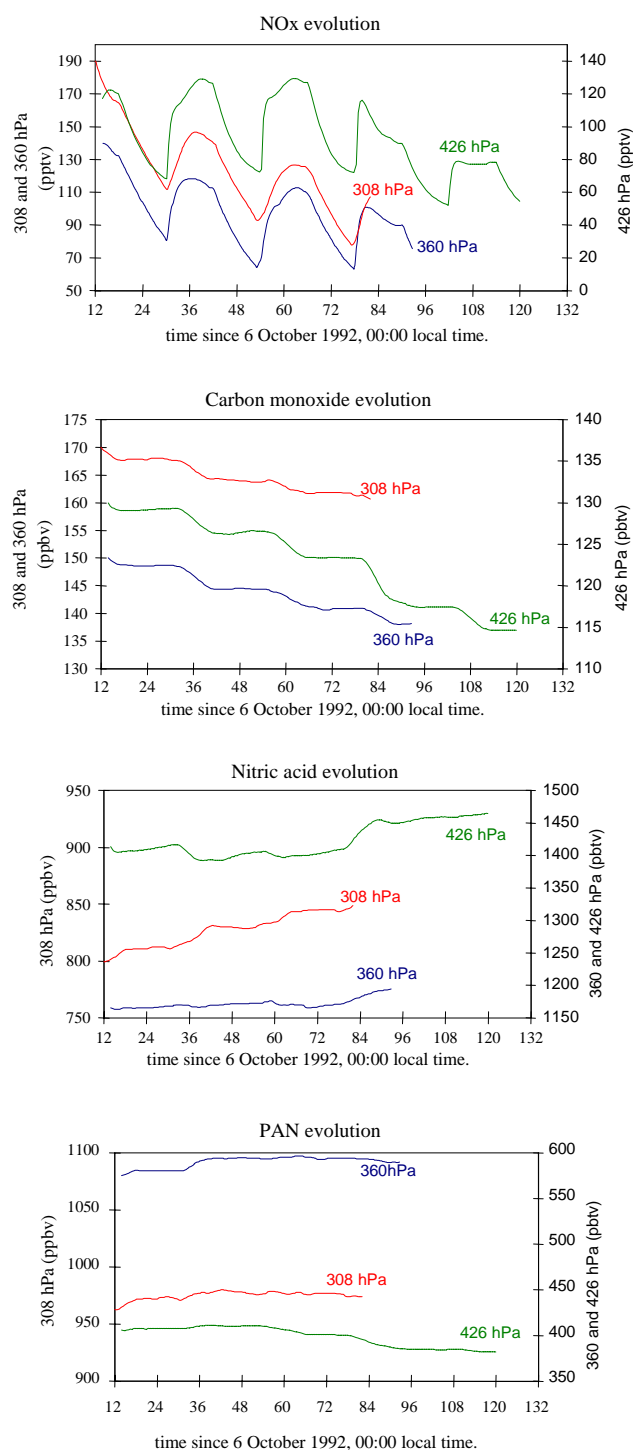 NOx evolution
190
170
150
130
110
90
70
50
140
120
100
80
60
40
20
0
308 and 360 hPa
(pptv)
426 hPa (pptv)
426 hPa
308 hPa
360 hPa
12 24 36 48 60 72 84 96 108 120 132
time since 6 October 1992, 00:00 local time.
Carbon monoxide evolution
175
170
165
160
155
150
145
140
135
130
140
135
130
125
120
115
110
308 and 360 hPa
(ppbv)
426 hPa (pbtv)
308 hPa
426 hPa
360 hPa
12 24 36 48 60 72 84 96 108 120 132
time since 6 October 1992, 00:00 local time.
Nitric acid evolution
950
900
850
800
750
1500
1450
1400
1350
1300
1250
1200
1150
308 hPa (ppbv)
360 and 426 hPa (pbtv)
426 hPa
308 hPa
360 hPa
12 24 36 48 60 72 84 96 108 120 132
time since 6 October 1992, 00:00 local time.
PAN evolution
1100
1050
1000
950
900
600
550
500
450
400
350
308 hPa (ppbv)
360 and 426 hPa (pbtv)
360hPa
308 hPa
426 hPa
12 24 36 48 60 72 84 96 108 120 132
time since 6 October 1992, 00:00 local time.